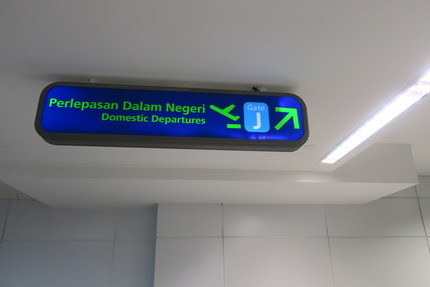 Perlepasan Dalam Negeri
Domestic Departures
Gate
J